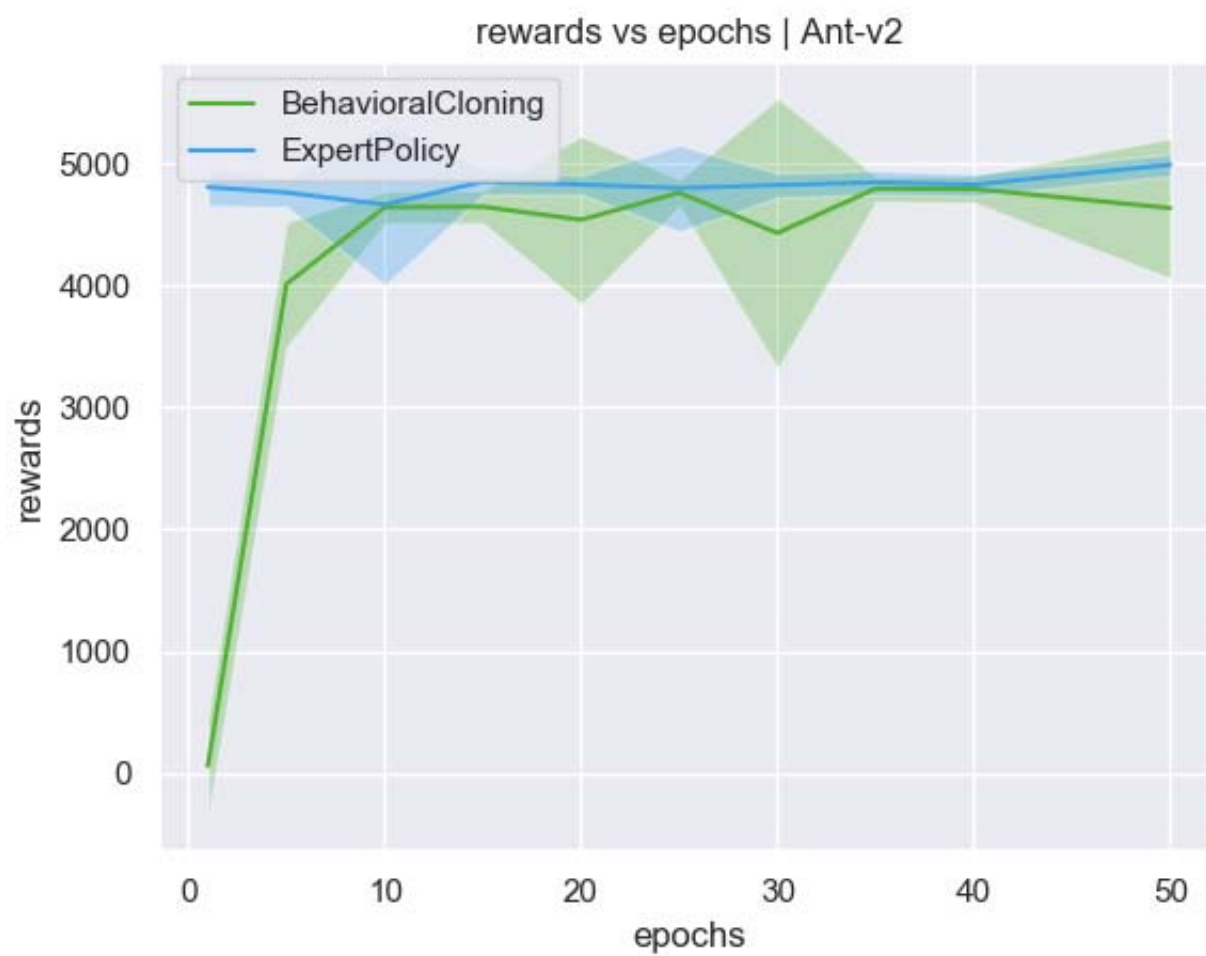 rewards vs epochs | Ant-v2
BehavioralCloning
ExpertPolicy
5000
4000
3000
2000
1000
0
rewards
0 10 20 30 40 50
epochs